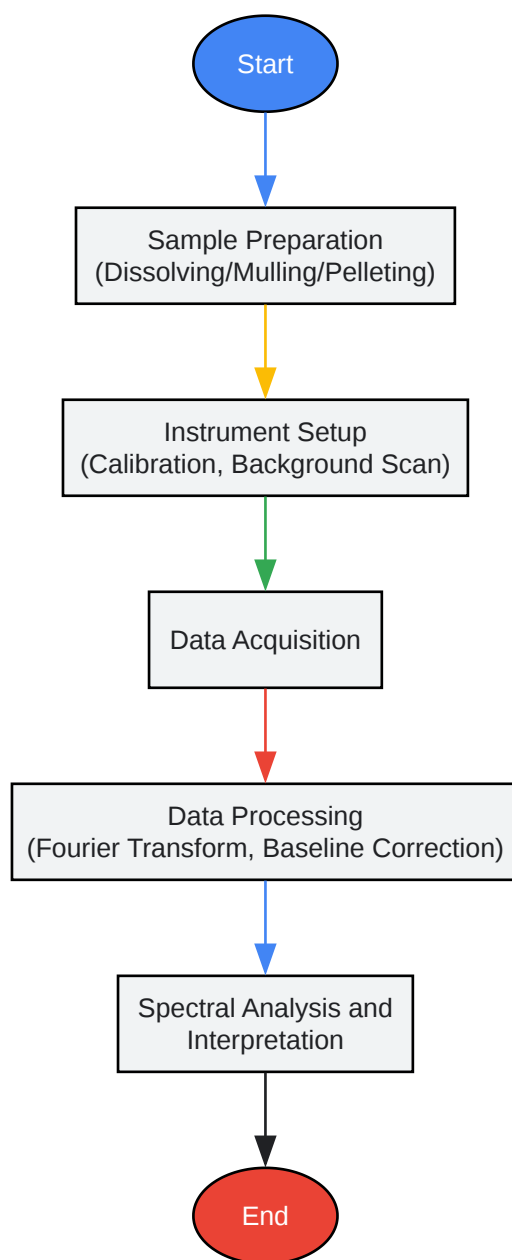 Start
Sample Preparation
(Dissolving/Mulling/Pelleting)
Instrument Setup
(Calibration, Background Scan)
Data Acquisition
Data Processing
(Fourier Transform, Baseline Correction)
Spectral Analysis and
Interpretation
End